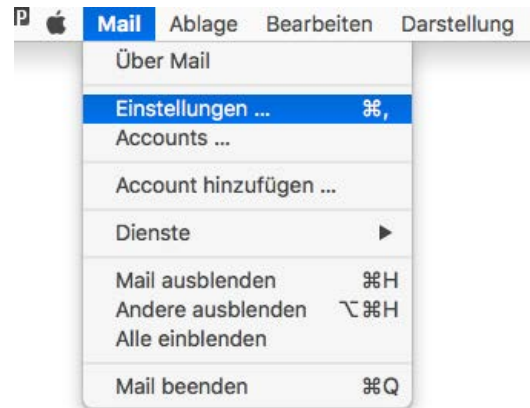 P Mail Ablage Bearbeiten Darstellung
Über Mail
Einstellungen ... ⌘,
Accounts ...
Account hinzufügen ...
Dienste ▶
Mail ausblenden ⌘H
Andere ausblenden ⌥⌘H
Alle einblenden
Mail beenden ⌘Q